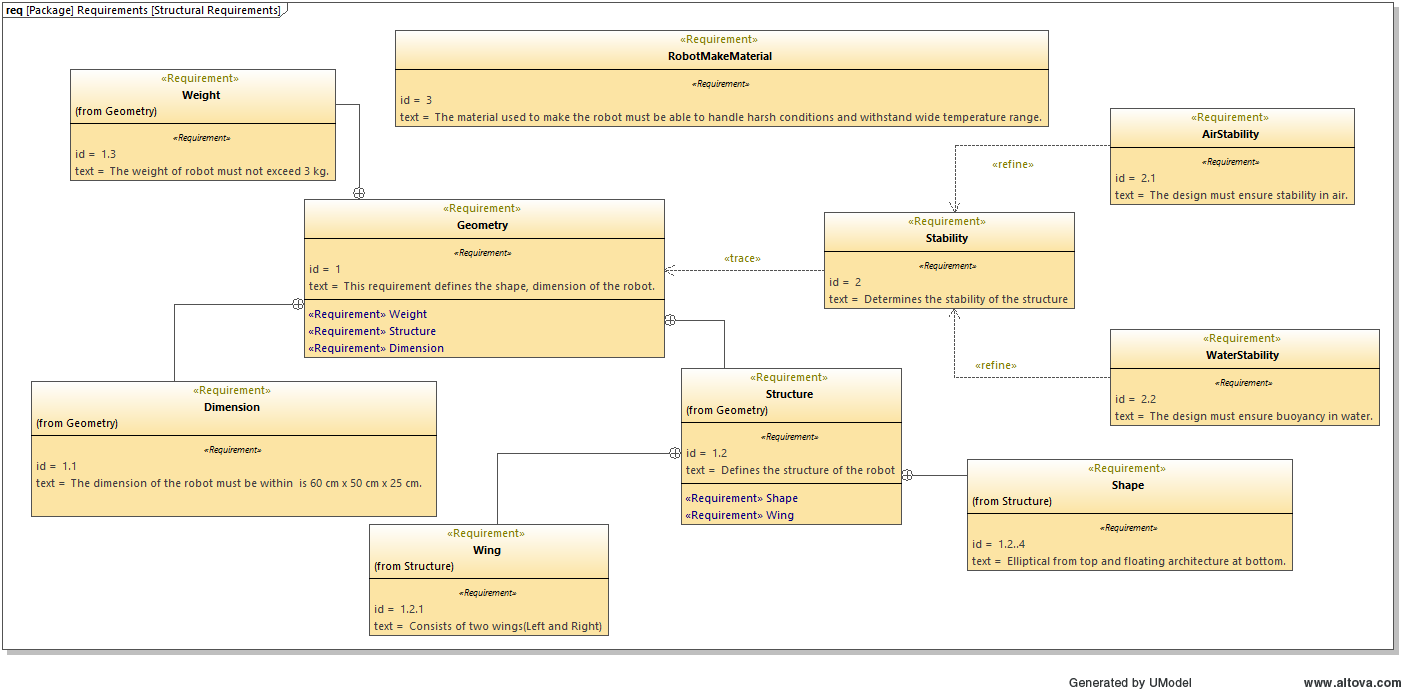 req [Package] Requirements [Structural Requirements]
«Requirement»
RobotMakeMaterial
«Requirement»
id = 3
text = The material used to make the robot must be able to handle harsh conditions and withstand wide temperature range.
«Requirement»
Weight
(from Geometry)
«Requirement»
id = 1.3
text = The weight of robot must not exceed 3 kg.
«Requirement»
AirStability
«Requirement»
id = 2.1
text = The design must ensure stability in air.
«refine»
«Requirement»
Geometry
«Requirement»
id = 1
text = This requirement defines the shape, dimension of the robot.
«Requirement» Weight
«Requirement» Structure
«Requirement» Dimension
«trace»
«Requirement»
Stability
«Requirement»
id = 2
text = Determines the stability of the structure
«refine»
«Requirement»
WaterStability
«Requirement»
id = 2.2
text = The design must ensure buoyancy in water.
«Requirement»
Dimension
(from Geometry)
«Requirement»
id = 1.1
text = The dimension of the robot must be within  is 60 cm x 50 cm x 25 cm.
«Requirement»
Structure
(from Geometry)
«Requirement»
id = 1.2
text = Defines the structure of the robot
«Requirement» Shape
«Requirement» Wing
«Requirement»
Shape
(from Structure)
«Requirement»
id = 1.2..4
text = Elliptical from top and floating architecture at bottom.
«Requirement»
Wing
(from Structure)
«Requirement»
id = 1.2.1
text = Consists of two wings(Left and Right)
Generated by UModel
www.altova.com